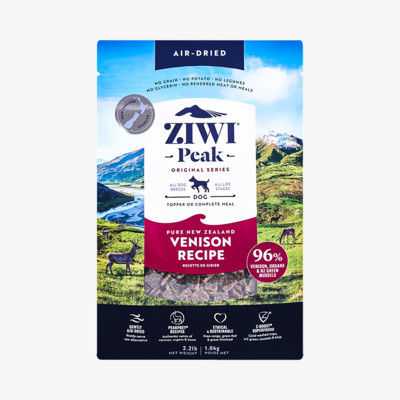 AIR-DRIED
NO GRAIN • NO POTATO • NO LEGUMES
NO GLYCERIN • NO RENDERED MEAT OR MEALS
ZIWI
Peak
ORIGINAL SERIES
ALL DOG
BREEDS
ALL LIFE
STAGES
DOG
TOPPER OR COMPLETE MEAL
PURE NEW ZEALAND
VENISON
RECIPE
RECETTE DE GIBIER
96%
VENISON, ORGANS
& NZ GREEN
MUSSELS
GENTLY
AIR-DRIED
PEAKPREY
RECIPES
ETHICAL
& SUSTAINABLE
Z-BOOST
SUPERFOODS
2.2lb
NET WEIGHT
1.0kg
POIDS NET